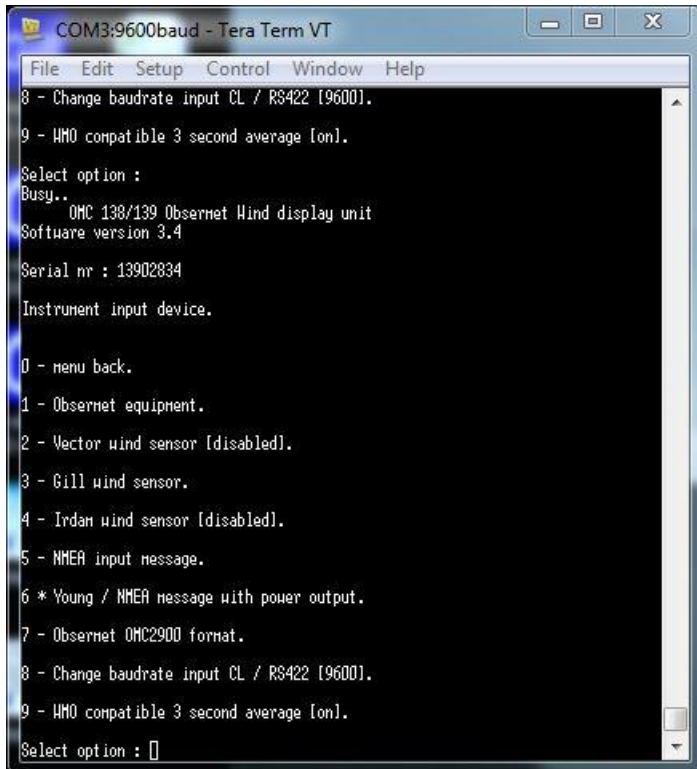 COM3:9600baud - Tera Term VT
File Edit Setup Control Window Help
8 - Change baudrate input CL / RS422 [9600].
9 - WMO compatible 3 second average [on].
Select option :
Busy..
OMC 138/139 Obsermet Wind display unit
Software version 3.4
Serial nr : 13902834
Instrument input device.
0 - menu back.
1 - Obsermet equipment.
2 - Vector wind sensor [disabled].
3 - Gill wind sensor.
4 - Irdam wind sensor [disabled].
5 - NMEA input message.
6 * Young / NMEA message with power output.
7 - Obsermet OMC2900 format.
8 - Change baudrate input CL / RS422 [9600].
9 - WMO compatible 3 second average [on].
Select option :